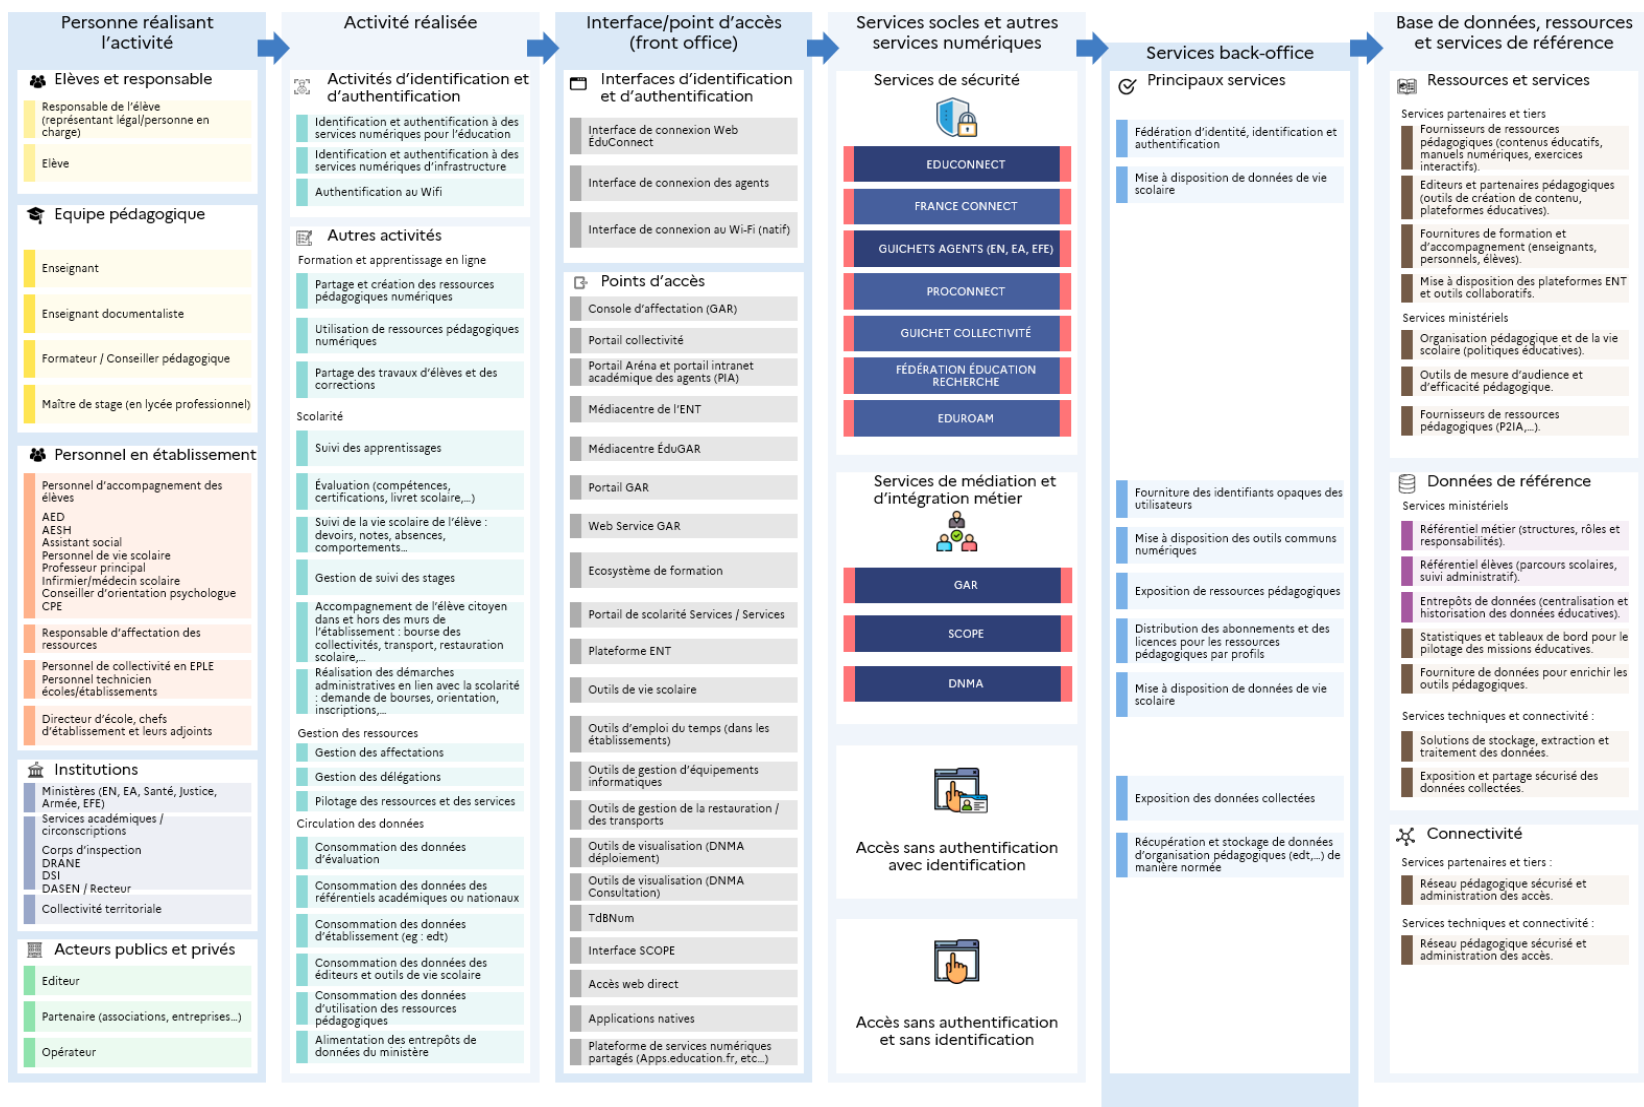 Personne réalisant
l’activité
Elèves et responsable
Responsable de l’élève
(représentant légal/personne en
charge)
Elève
Equipe pédagogique
Enseignant
Enseignant documentaliste
Formateur / Conseiller pédagogique
Maître de stage (en lycée professionnel)
Personnel en établissement
Personnel d’accompagnement des
élèves
AED
AESH
Assistant social
Personnel de vie scolaire
Professeur principal
Infirmier/médecin scolaire
Conseiller d’orientation psychologue
CPE
Responsable d’affectation des
ressources
Personnel de collectivité en EPLE
Personnel technicien
écoles/établissements
Directeur d’école, chefs
d’établissement et leurs adjoints
Institutions
Ministères (EN, EA, Santé, Justice,
Armée, EFE)
Services académiques /
circonscriptions
Corps d’inspection
DRANE
DSI
DASEN / Recteur
Collectivité territoriale
Acteurs publics et privés
Editeur
Partenaire (associations, entreprises…)
Opérateur
Activité réalisée
Activités d’identification et
d’authentification
Identification et authentification à des
services numériques pour l’éducation
Identification et authentification à des
services numériques d’infrastructure
Authentification au Wifi
Autres activités
Formation et apprentissage en ligne
Partage et création des ressources
pédagogiques numériques
Utilisation de ressources pédagogiques
numériques
Partage des travaux d’élèves et des
corrections
Scolarité
Suivi des apprentissages
Évaluation (compétences,
certifications, livret scolaire,…)
Suivi de la vie scolaire de l’élève :
devoirs, notes, absences,
comportements…
Gestion de suivi des stages
Accompagnement de l’élève citoyen
dans et hors des murs de
l’établissement : bourse des
collectivités, transport, restauration
scolaire,…
Réalisation des démarches
administratives en lien avec la scolarité
: demande de bourses, orientation,
inscriptions,…
Gestion des ressources
Gestion des affectations
Gestion des délégations
Pilotage des ressources et des services
Circulation des données
Consommation des données
d’évaluation
Consommation des données des
référentiels académiques ou nationaux
Consommation des données
d’établissement (eg : edt)
Consommation des données des
éditeurs et outils de vie scolaire
Consommation des données
d’utilisation des ressources
pédagogiques
Alimentation des entrepôts de
données du ministère
Interface/point d’accès
(front office)
Interfaces d’identification
et d’authentification
Interface de connexion Web
ÉduConnect
Interface de connexion des agents
Interface de connexion au Wi-Fi (natif)
Points d’accès
Console d’affectation (GAR)
Portail collectivité
Portail Aréna et portail intranet
académique des agents (PIA)
Médiacentre de l’ENT
Médiacentre ÉduGAR
Portail GAR
Web Service GAR
Ecosystème de formation
Portail de scolarité Services / Services
Plateforme ENT
Outils de vie scolaire
Outils d’emploi du temps (dans les
établissements)
Outils de gestion d’équipements
informatiques
Outils de gestion de la restauration /
des transports
Outils de visualisation (DNMA
déploiement)
Outils de visualisation (DNMA
Consultation)
TdBNum
Interface SCOPE
Accès web direct
Applications natives
Plateforme de services numériques
partagés (Apps.education.fr, etc…)
Services socles et autres
services numériques
Services de sécurité
EDUCONNECT
FRANCE CONNECT
GUICHETS AGENTS (EN, EA, EFE)
PROCONNECT
GUICHET COLLECTIVITÉ
FÉDÉRATION ÉDUCATION
RECHERCHE
EDUROAM
Services de médiation et
d’intégration métier
GAR
SCOPE
DNMA
Accès sans authentification
avec identification
Accès sans authentification
et sans identification
Services back-office
Principaux services
Fédération d’identité, identification et
authentification
Mise à disposition de données de vie
scolaire
Fourniture des identifiants opaques des
utilisateurs
Mise à disposition des outils communs
numériques
Exposition de ressources pédagogiques
Distribution des abonnements et des
licences pour les ressources
pédagogiques par profils
Mise à disposition de données de vie
scolaire
Exposition des données collectées
Récupération et stockage de données
d’organisation pédagogiques (edt,…) de
manière normée
Base de données, ressources
et services de référence
Ressources et services
Services partenaires et tiers
Fournisseurs de ressources
pédagogiques (contenus éducatifs,
manuels numériques, exercices
interactifs).
Editeurs et partenaires pédagogiques
(outils de création de contenu,
plateformes éducatives).
Fournitures de formation et
d’accompagnement (enseignants,
personnels, élèves).
Mise à disposition des plateformes ENT
et outils collaboratifs.
Services ministériels
Organisation pédagogique et de la vie
scolaire (politiques éducatives).
Outils de mesure d’audience et
d’efficacité pédagogique.
Fournisseurs de ressources
pédagogiques (P2IA,…).
Données de référence
Services ministériels
Référentiel métier (structures, rôles et
responsabilités).
Référentiel élèves (parcours scolaires,
suivi administratif).
Entrepôts de données (centralisation et
historisation des données éducatives).
Statistiques et tableaux de bord pour le
pilotage des missions éducatives.
Fourniture de données pour enrichir les
outils pédagogiques.
Services techniques et connectivité :
Solutions de stockage, extraction et
traitement des données.
Exposition et partage sécurisé des
données collectées.
Connectivité
Services partenaires et tiers :
Réseau pédagogique sécurisé et
administration des accès.
Services techniques et connectivité :
Réseau pédagogique sécurisé et
administration des accès.